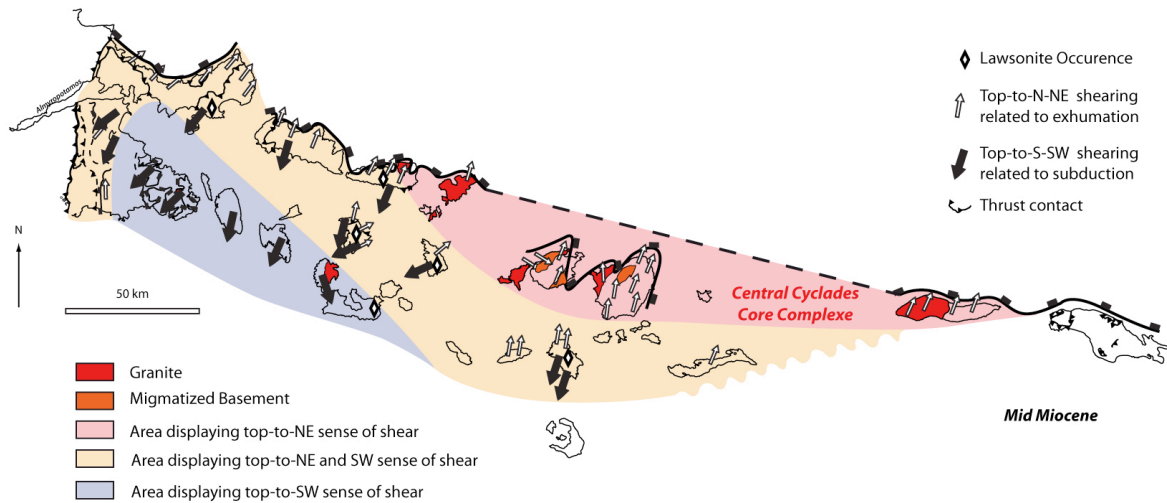 Almyropotamos
Lawsonite Occurence
Top-to-N-NE shearing
related to exhumation
Top-to-S-SW shearing
related to subduction
Thrust contact
N
50 km
Central Cyclades
Core Complexe
Granite
Migmatized Basement
Area displaying top-to-NE sense of shear
Area displaying top-to-NE and SW sense of shear
Area displaying top-to-SW sense of shear
Mid Miocene